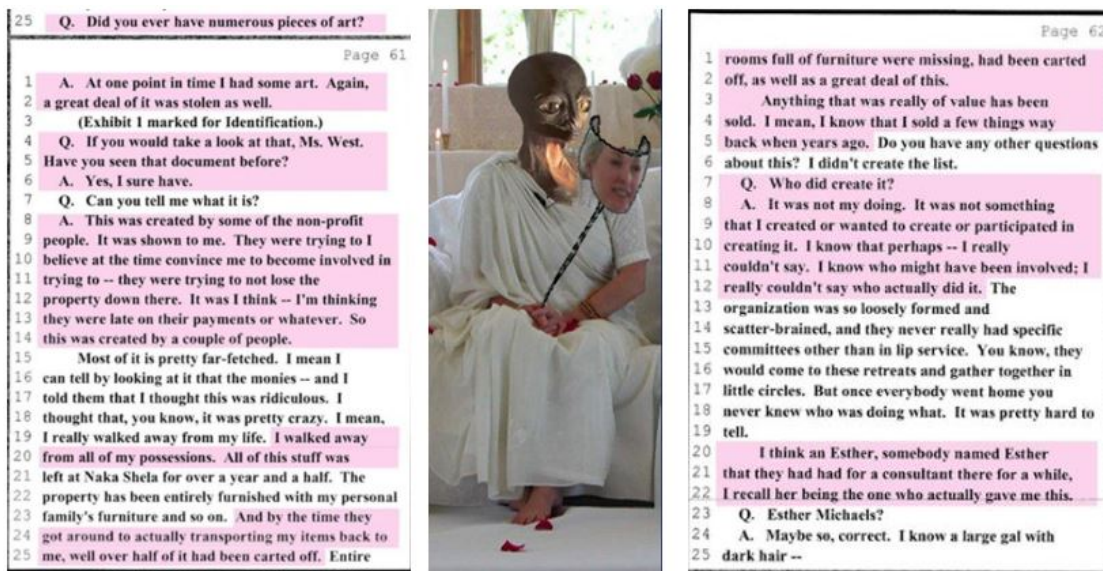 25 Q. Did you ever have numerous pieces of art?
Page 61
1 A. At one point in time I had some art. Again,
2 a great deal of it was stolen as well.
3 (Exhibit 1 marked for Identification.)
4 Q. If you would take a look at that, Ms. West.
5 Have you seen that document before?
6 A. Yes, I sure have.
7 Q. Can you tell me what it is?
8 A. This was created by some of the non-profit
9 people. It was shown to me. They were trying to I
10 believe at the time convince me to become involved in
11 trying to -- they were trying to not lose the
12 property down there. It was I think -- I'm thinking
13 they were late on their payments or whatever. So
14 this was created by a couple of people.
15 Most of it is pretty far-fetched. I mean I
16 can tell by looking at it that the monies -- and I
17 told them that I thought this was ridiculous. I
18 thought that, you know, it was pretty crazy. I mean,
19 I really walked away from my life. I walked away
20 from all of my possessions. All of this stuff was
21 left at Naka Shela for over a year and a half. The
22 property has been entirely furnished with my personal
23 family's furniture and so on. And by the time they
24 got around to actually transporting my items back to
25 me, well over half of it had been carted off. Entire
Page 62
1 rooms full of furniture were missing, had been carted
2 off, as well as a great deal of this.
3 Anything that was really of value has been
4 sold. I mean, I know that I sold a few things way
5 back when years ago. Do you have any other questions
6 about this? I didn't create the list.
7 Q. Who did create it?
8 A. It was not my doing. It was not something
9 that I created or wanted to create or participated in
10 creating it. I know that perhaps -- I really
11 couldn't say. I know who might have been involved; I
12 really couldn't say who actually did it. The
13 organization was so loosely formed and
14 scatter-brained, and they never really had specific
15 committees other than in lip service. You know, they
16 would come to these retreats and gather together in
17 little circles. But once everybody went home you
18 never knew who was doing what. It was pretty hard to
19 tell.
20 I think an Esther, somebody named Esther
21 that they had had for a consultant there for a while,
22 I recall her being the one who actually gave me this.
23 Q. Esther Michaels?
24 A. Maybe so, correct. I know a large gal with
25 dark hair --